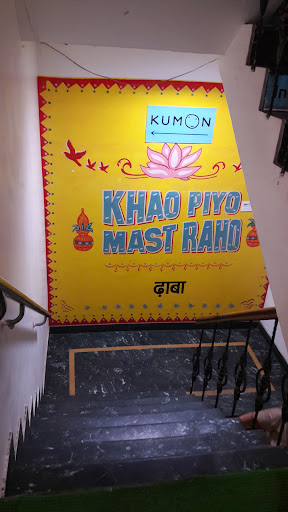 KUMON
KHAO PIYO
MAST RAHO
ढ़ाबा